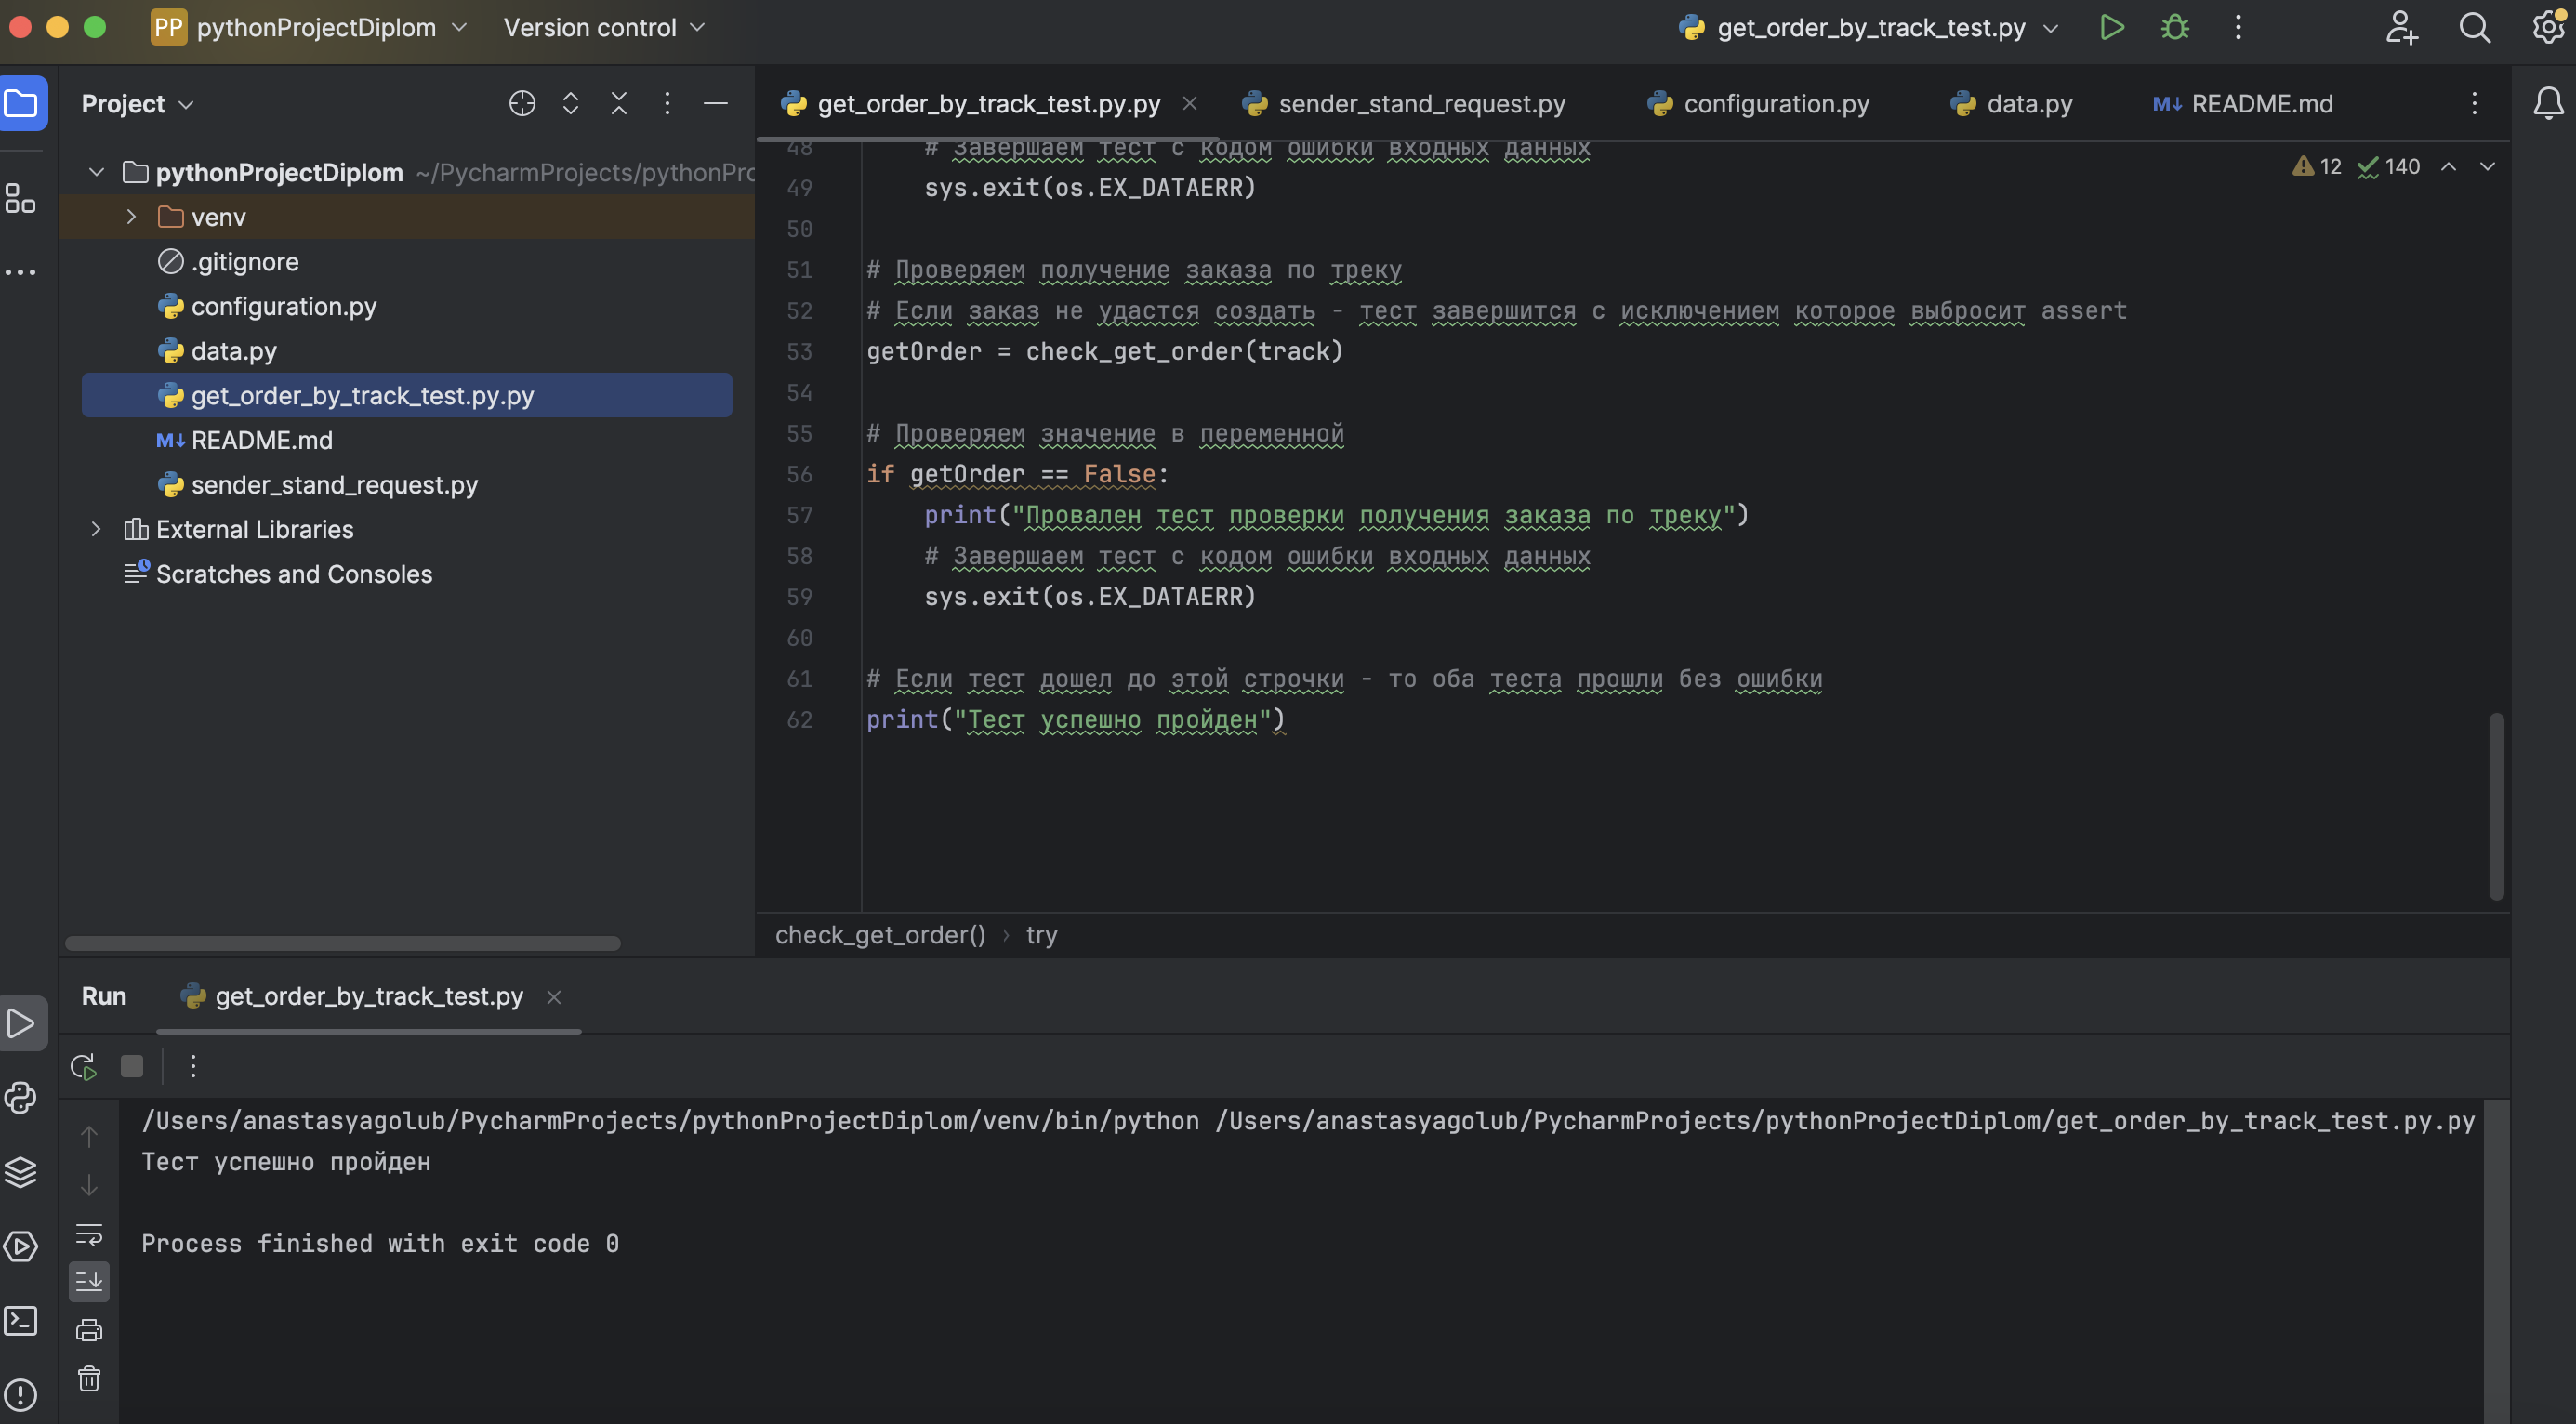 PP pythonProjectDiplom Version control get_order_by_track_test.py
Project
get_order_by_track_test.py.py sender_stand_request.py configuration.py data.py M↓ README.md
pythonProjectDiplom ~/PycharmProjects/pythonPro
venv
.gitignore
configuration.py
data.py
get_order_by_track_test.py.py
M↓ README.md
sender_stand_request.py
External Libraries
Scratches and Consoles
12 140
48 # Завершаем тест с кодом ошибки входных данных
49 sys.exit(os.EX_DATAERR)
50
51 # Проверяем получение заказа по треку
52 # Если заказ не удастся создать - тест завершится с исключением которое выбросит assert
53 getOrder = check_get_order(track)
54
55 # Проверяем значение в переменной
56 if getOrder == False:
57 print("Провален тест проверки получения заказа по треку")
58 # Завершаем тест с кодом ошибки входных данных
59 sys.exit(os.EX_DATAERR)
60
61 # Если тест дошел до этой строчки - то оба теста прошли без ошибки
62 print("Тест успешно пройден")
check_get_order() › try
Run get_order_by_track_test.py
/Users/anastasyagolub/PycharmProjects/pythonProjectDiplom/venv/bin/python /Users/anastasyagolub/PycharmProjects/pythonProjectDiplom/get_order_by_track_test.py.py
Тест успешно пройден
Process finished with exit code 0